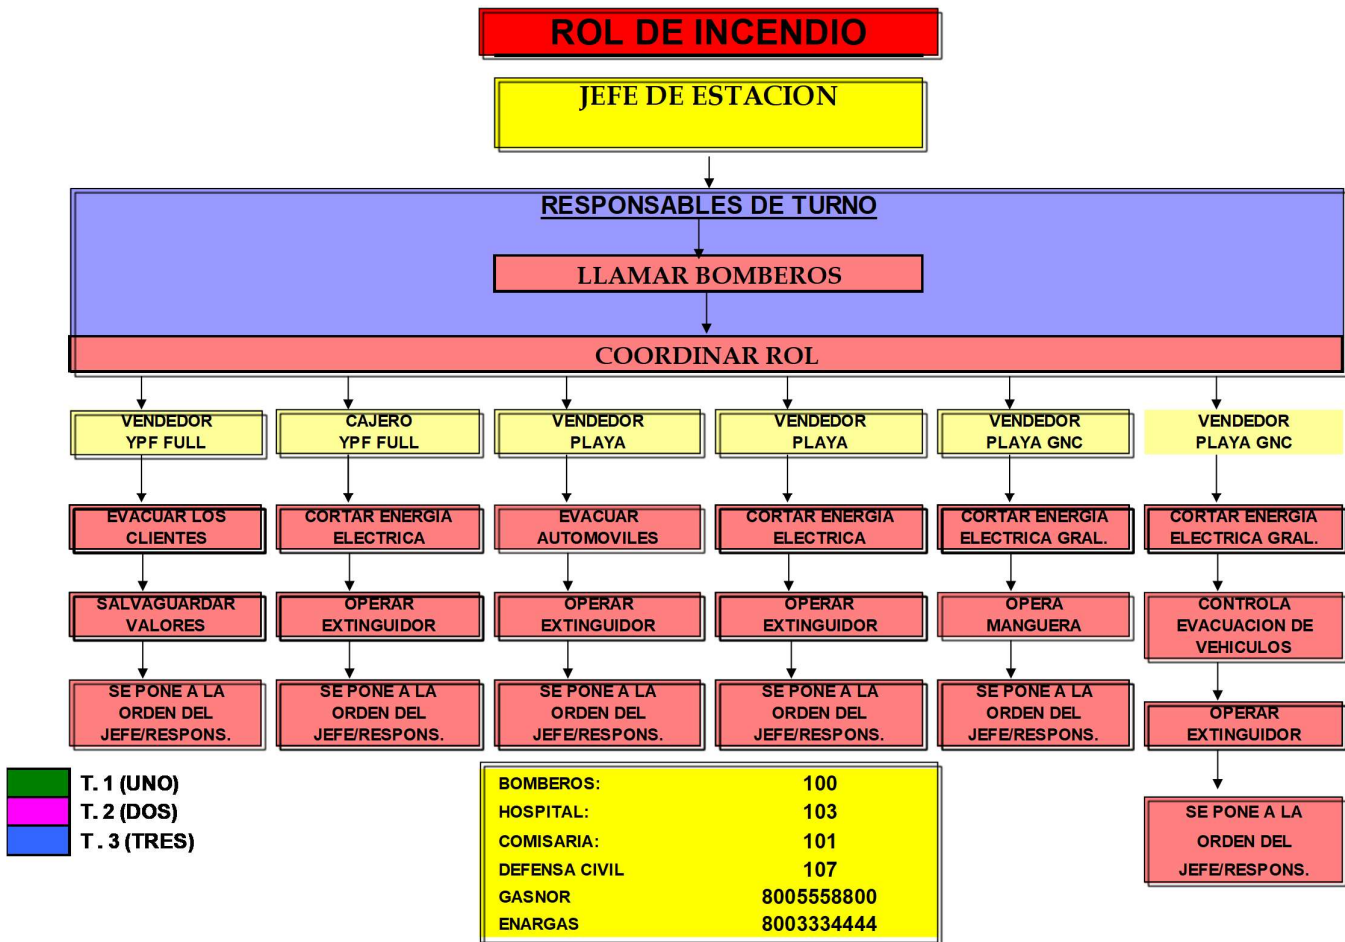 ROL DE INCENDIO
JEFE DE ESTACION
RESPONSABLES DE TURNO
LLAMAR BOMBEROS
COORDINAR ROL
VENDEDOR
YPF FULL
CAJERO
YPF FULL
VENDEDOR
PLAYA
VENDEDOR
PLAYA
VENDEDOR
PLAYA GNC
VENDEDOR
PLAYA GNC
EVACUAR LOS
CLIENTES
CORTAR ENERGIA
ELECTRICA
EVACUAR
AUTOMOVILES
CORTAR ENERGIA
ELECTRICA
CORTAR ENERGIA
ELECTRICA GRAL.
CORTAR ENERGIA
ELECTRICA GRAL.
SALVAGUARDAR
VALORES
OPERAR
EXTINGUIDOR
OPERAR
EXTINGUIDOR
OPERAR
EXTINGUIDOR
OPERA
MANGUERA
CONTROLA
EVACUACION DE
VEHICULOS
SE PONE A LA
ORDEN DEL
JEFE/RESPONS.
SE PONE A LA
ORDEN DEL
JEFE/RESPONS.
SE PONE A LA
ORDEN DEL
JEFE/RESPONS.
SE PONE A LA
ORDEN DEL
JEFE/RESPONS.
SE PONE A LA
ORDEN DEL
JEFE/RESPONS.
OPERAR
EXTINGUIDOR
SE PONE A LA
ORDEN DEL
JEFE/RESPONS.
T. 1 (UNO)
T. 2 (DOS)
T . 3 (TRES)
BOMBEROS: 100
HOSPITAL: 103
COMISARIA: 101
DEFENSA CIVIL 107
GASNOR 8005558800
ENARGAS 8003334444